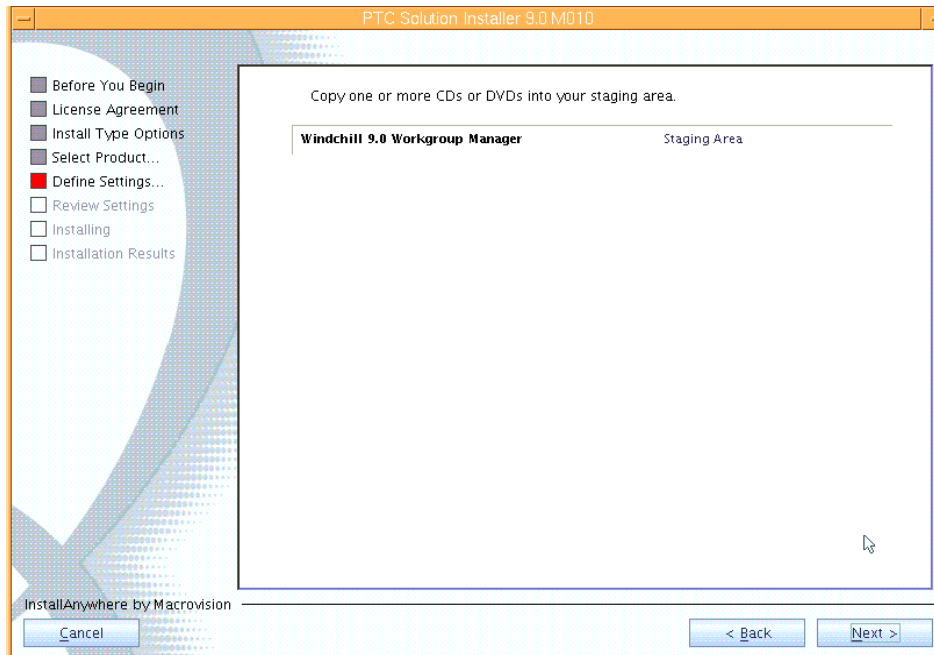 PTC Solution Installer 9.0 M010
Before You Begin
License Agreement
Install Type Options
Select Product...
Define Settings...
Review Settings
Installing
Installation Results
Copy one or more CDs or DVDs into your staging area.
Windchill 9.0 Workgroup Manager Staging Area
InstallAnywhere by Macrovision
Cancel < Back Next >